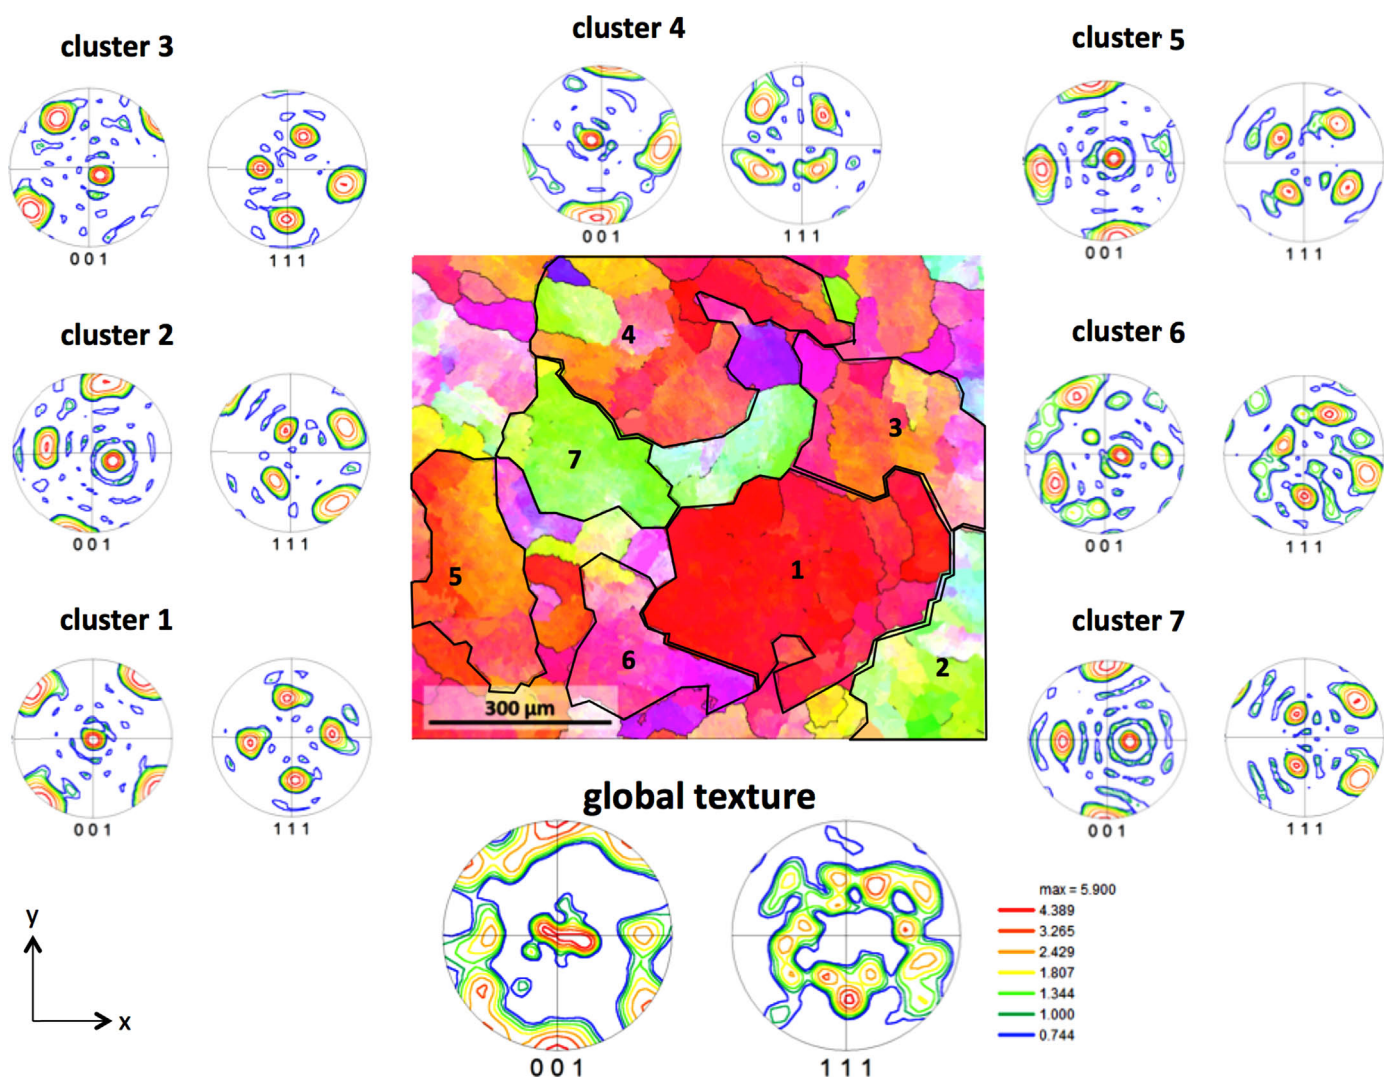 cluster 3
cluster 4
cluster 5
0 0 1
1 1 1
0 0 1
1 1 1
0 0 1
1 1 1
cluster 2
cluster 6
4
3
7
0 0 1
1 1 1
0 0 1
1 1 1
5
1
cluster 1
cluster 7
6
2
300 µm
0 0 1
1 1 1
0 0 1
1 1 1
global texture
max = 5.900
4.389
3.265
2.429
1.807
1.344
1.000
0.744
y
x
0 0 1
1 1 1